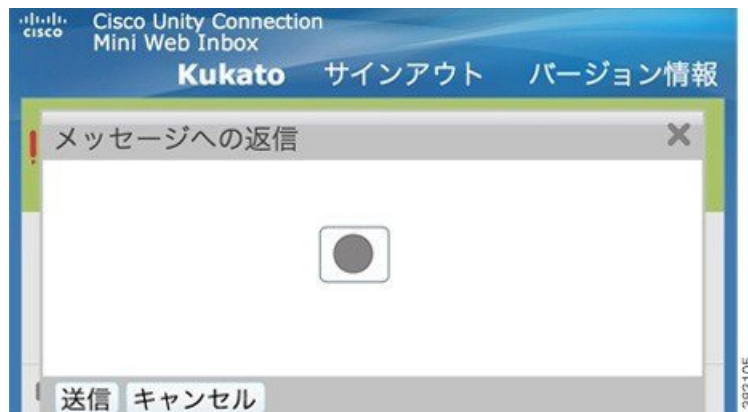 CISCO
Cisco Unity Connection
Mini Web Inbox
Kukato サインアウト バージョン情報
メッセージへの返信
送信 キャンセル